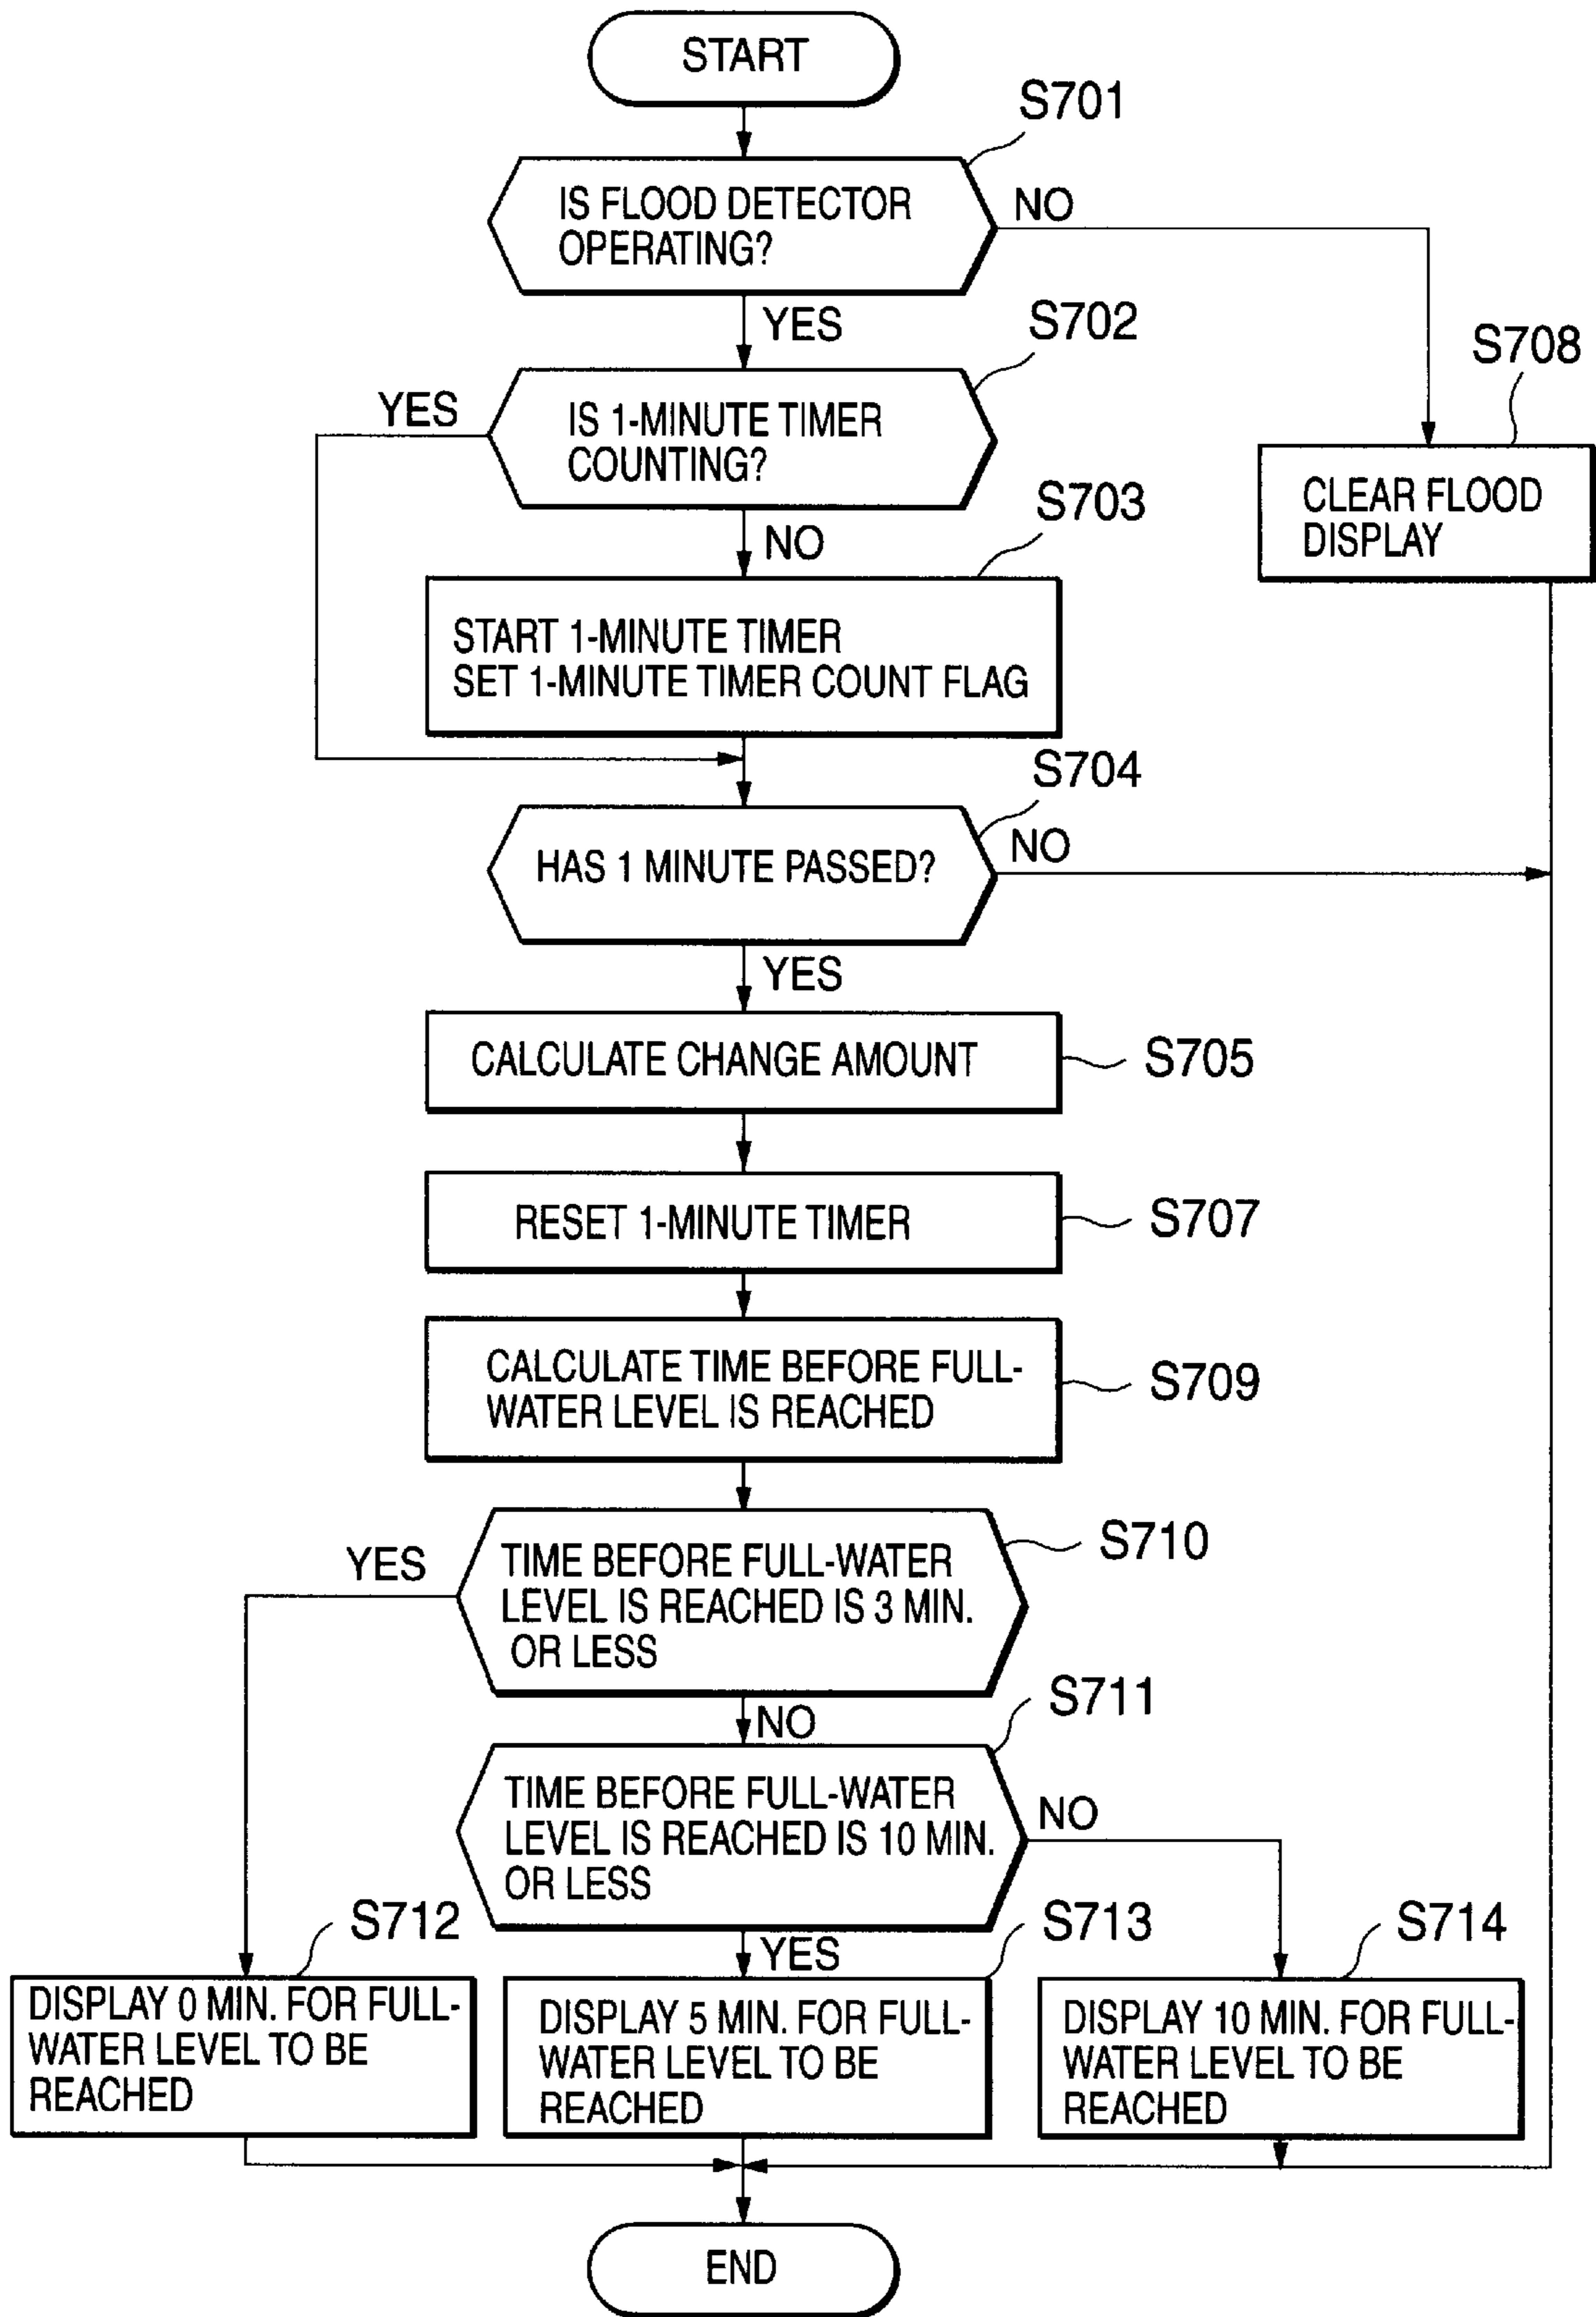 START
S701
IS FLOOD DETECTOR
OPERATING?
NO
YES
S702
S708
YES
IS 1-MINUTE TIMER
COUNTING?
CLEAR FLOOD
DISPLAY
S703
NO
START 1-MINUTE TIMER
SET 1-MINUTE TIMER COUNT FLAG
S704
HAS 1 MINUTE PASSED?
NO
YES
CALCULATE CHANGE AMOUNT
S705
RESET 1-MINUTE TIMER
S707
CALCULATE TIME BEFORE FULL-
WATER LEVEL IS REACHED
S709
YES
TIME BEFORE FULL-WATER
LEVEL IS REACHED IS 3 MIN.
OR LESS
S710
NO
S711
TIME BEFORE FULL-WATER
LEVEL IS REACHED IS 10 MIN.
OR LESS
NO
YES
S712
DISPLAY 0 MIN. FOR FULL-
WATER LEVEL TO BE
REACHED
S713
DISPLAY 5 MIN. FOR FULL-
WATER LEVEL TO BE
REACHED
S714
DISPLAY 10 MIN. FOR FULL-
WATER LEVEL TO BE
REACHED
END